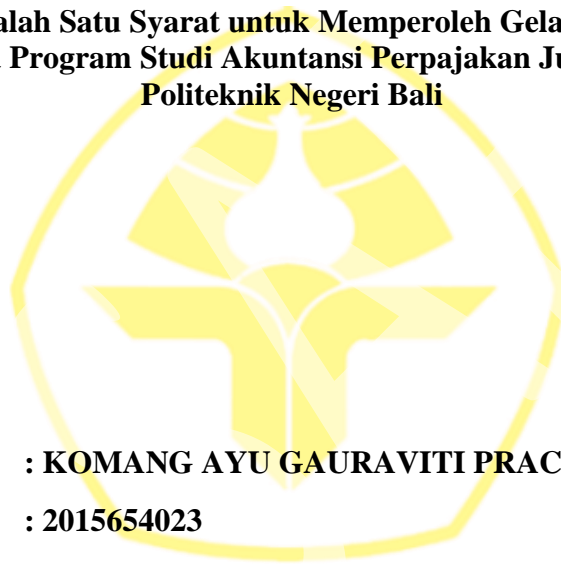 alah Satu Syarat untuk Memperoleh Gela
Program Studi Akuntansi Perpajakan Ju
Politeknik Negeri Bali
: KOMANG AYU GAURAVITI PRAC
: 2015654023